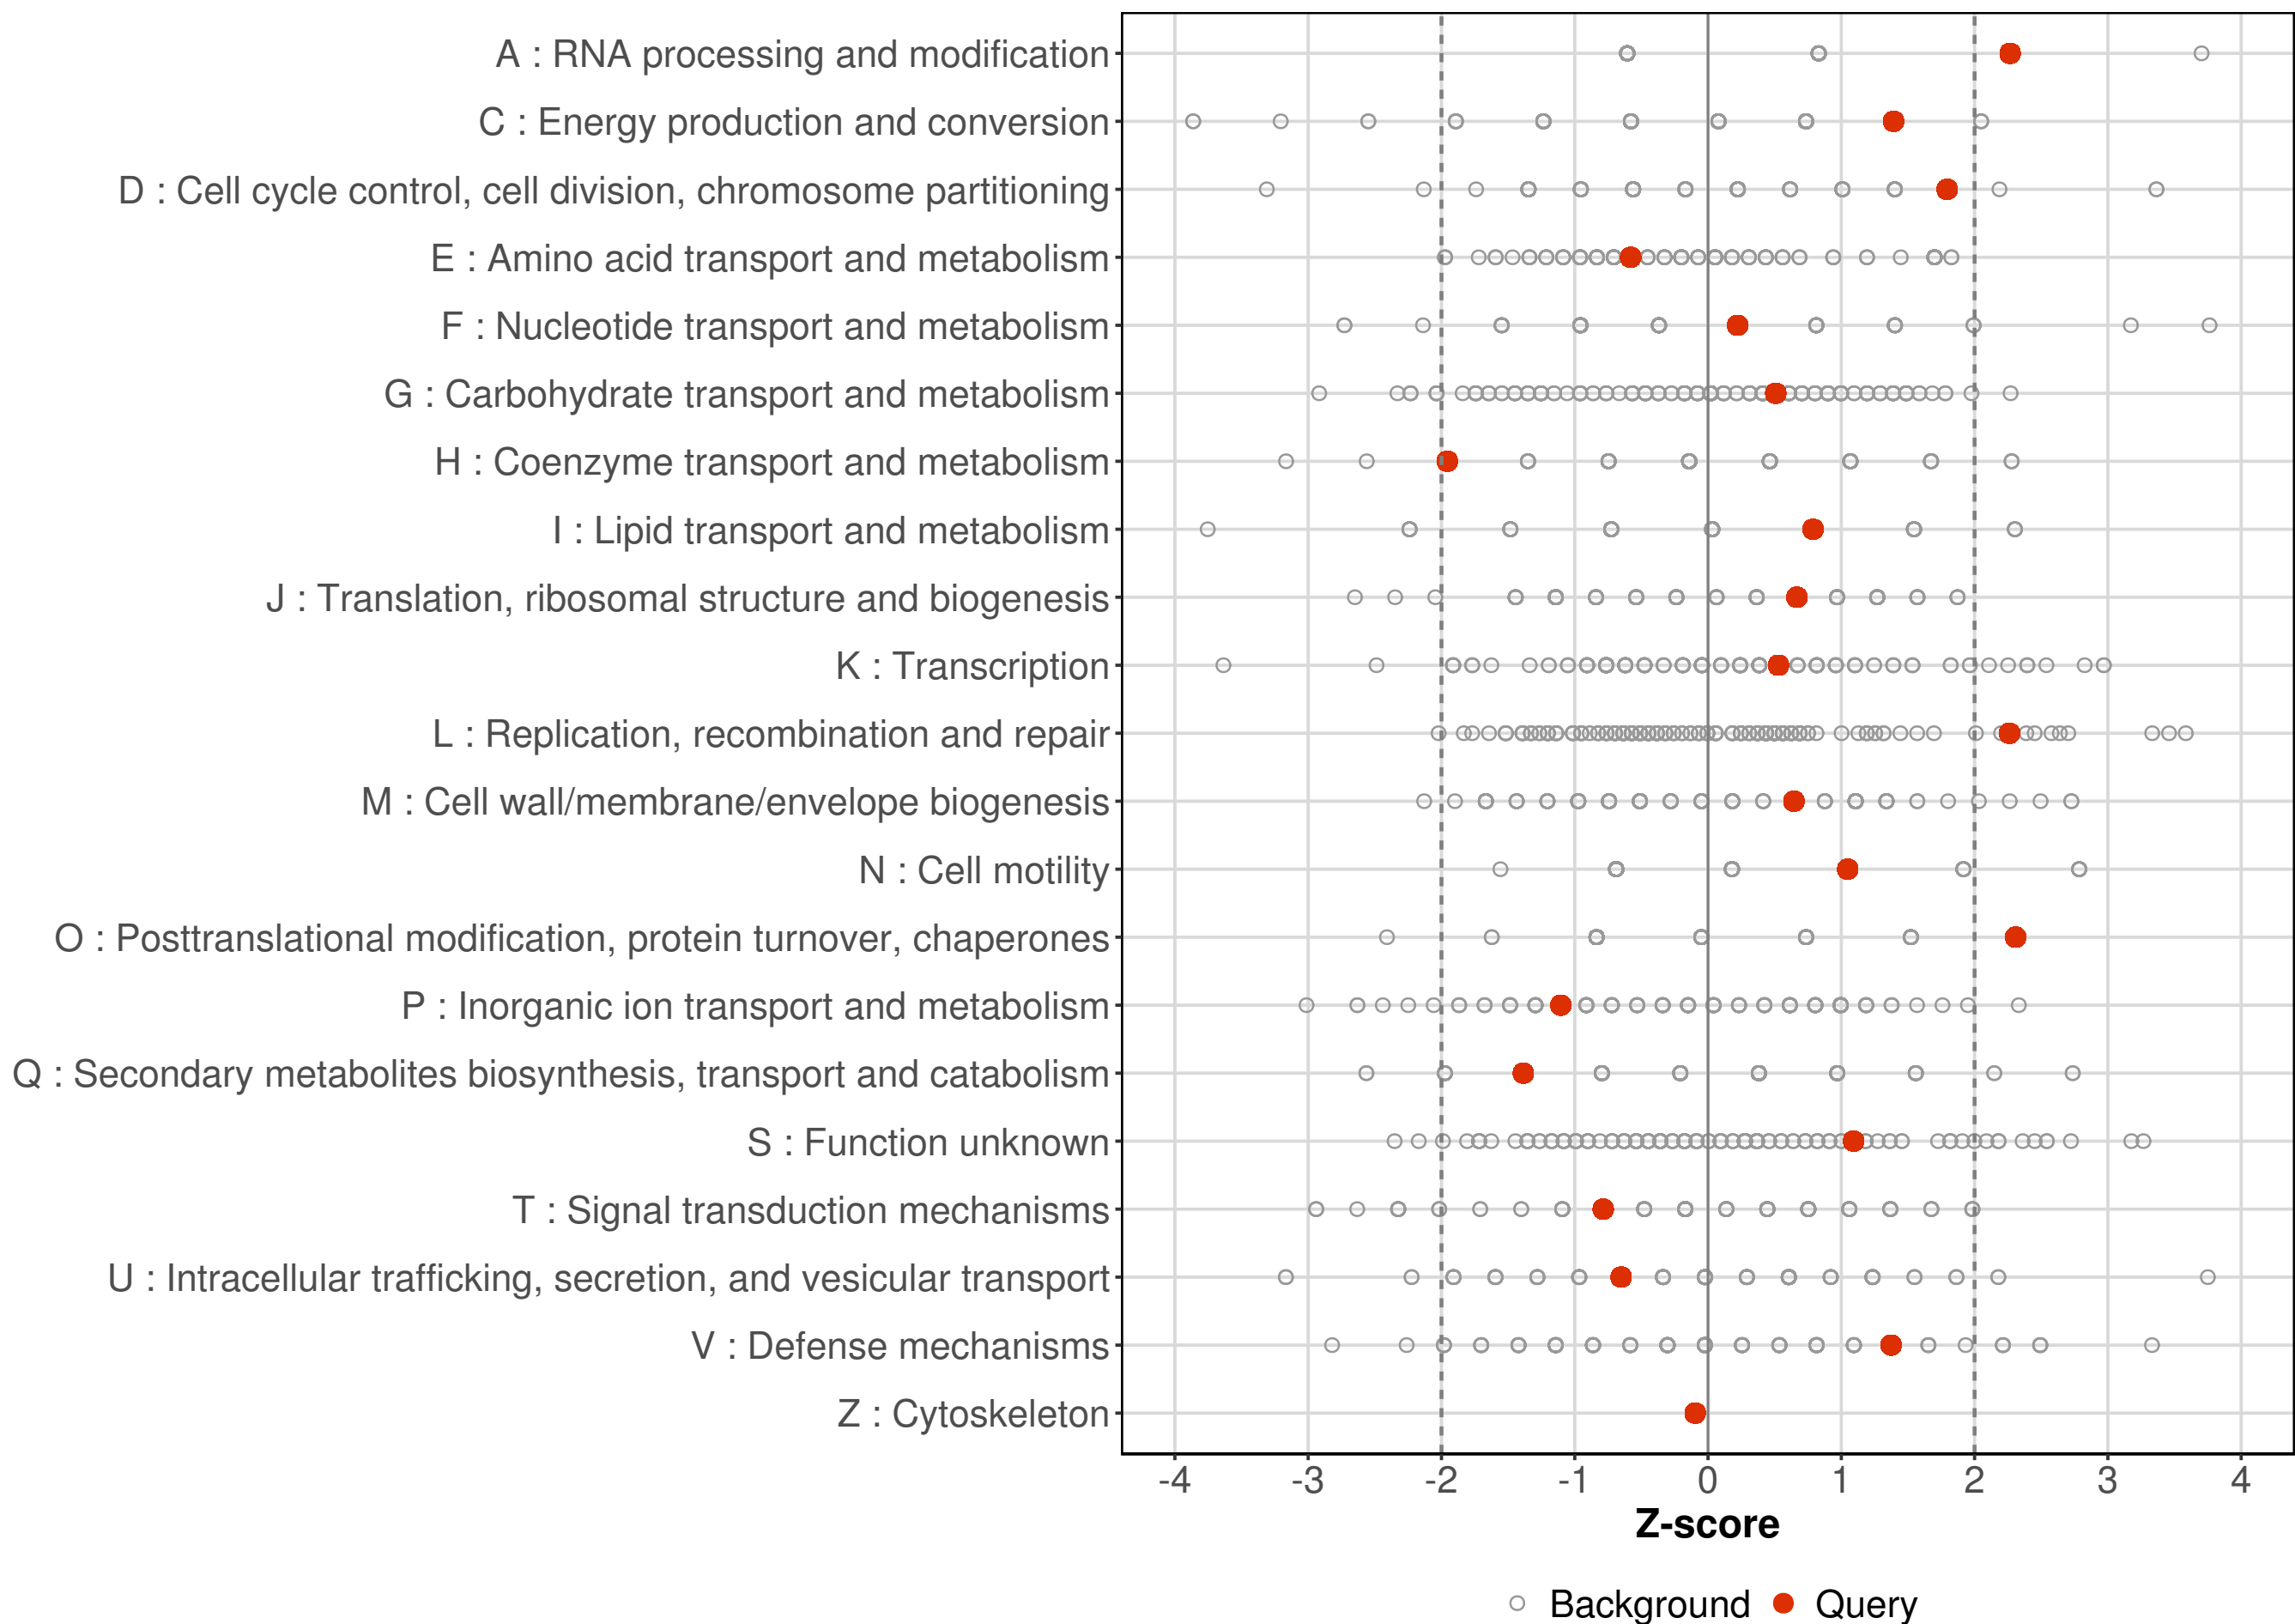 A : RNA processing and modification
C : Energy production and conversion
D : Cell cycle control, cell division, chromosome partitioning
E : Amino acid transport and metabolism
F : Nucleotide transport and metabolism
G : Carbohydrate transport and metabolism
H : Coenzyme transport and metabolism
I : Lipid transport and metabolism
J : Translation, ribosomal structure and biogenesis
K : Transcription
L : Replication, recombination and repair
M : Cell wall/membrane/envelope biogenesis
N : Cell motility
O : Posttranslational modification, protein turnover, chaperones
P : Inorganic ion transport and metabolism
Q : Secondary metabolites biosynthesis, transport and catabolism
S : Function unknown
T : Signal transduction mechanisms
U : Intracellular trafficking, secretion, and vesicular transport
V : Defense mechanisms
Z : Cytoskeleton
-4 -3 -2 -1 0 1 2 3 4
Z-score
Background Query